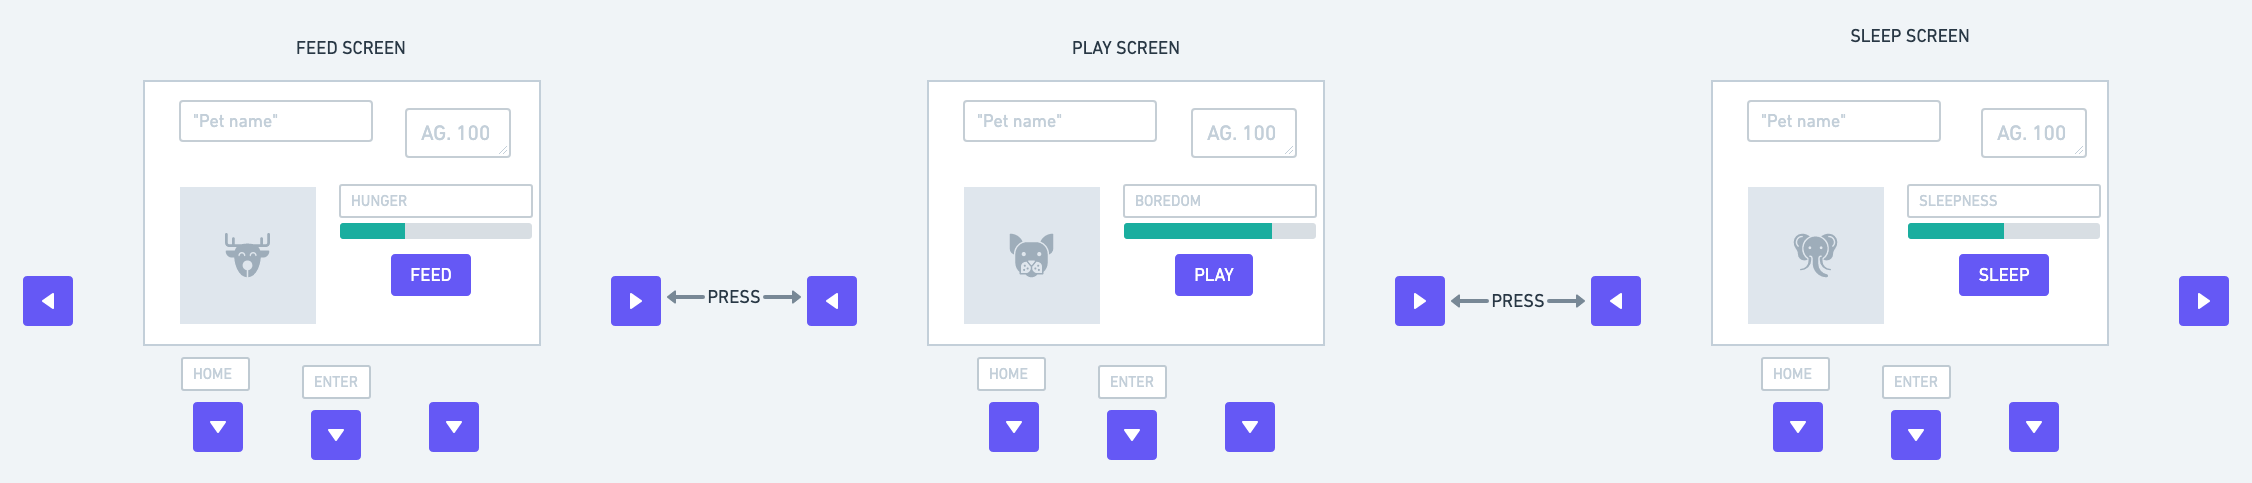 FEED SCREEN
"Pet name"
AG. 100
HUNGER
FEED
HOME
ENTER
PRESS
PLAY SCREEN
"Pet name"
AG. 100
BOREDOM
PLAY
HOME
ENTER
PRESS
SLEEP SCREEN
"Pet name"
AG. 100
SLEEPNESS
SLEEP
HOME
ENTER